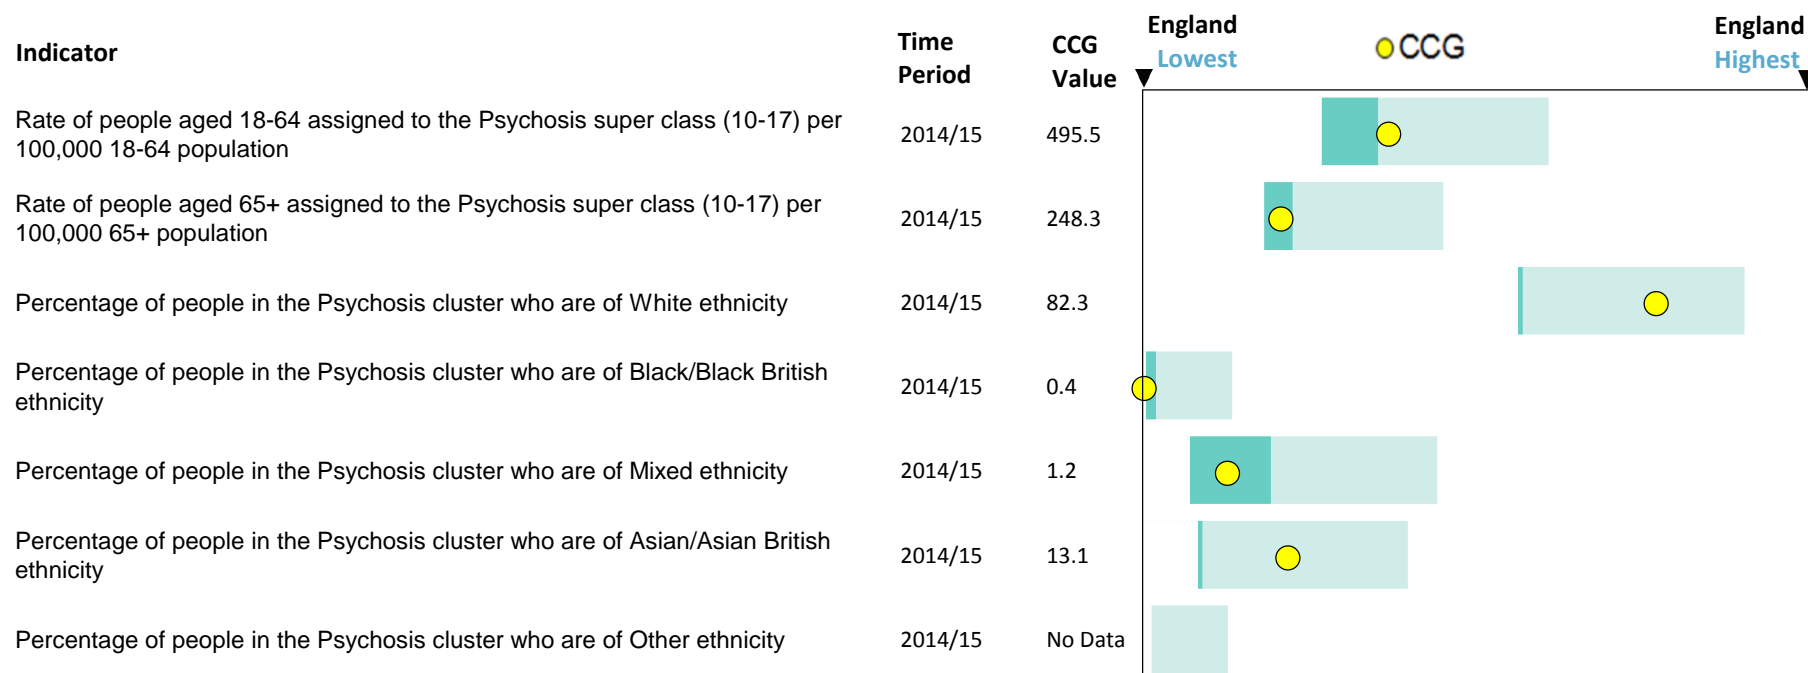 Indicator
Time
Period
CCG
Value
England
Lowest
CCG
England
Highest
Rate of people aged 18-64 assigned to the Psychosis super class (10-17) per
100,000 18-64 population
2014/15
495.5
Rate of people aged 65+ assigned to the Psychosis super class (10-17) per
100,000 65+ population
2014/15
248.3
Percentage of people in the Psychosis cluster who are of White ethnicity
2014/15
82.3
Percentage of people in the Psychosis cluster who are of Black/Black British
ethnicity
2014/15
0.4
Percentage of people in the Psychosis cluster who are of Mixed ethnicity
2014/15
1.2
Percentage of people in the Psychosis cluster who are of Asian/Asian British
ethnicity
2014/15
13.1
Percentage of people in the Psychosis cluster who are of Other ethnicity
2014/15
No Data